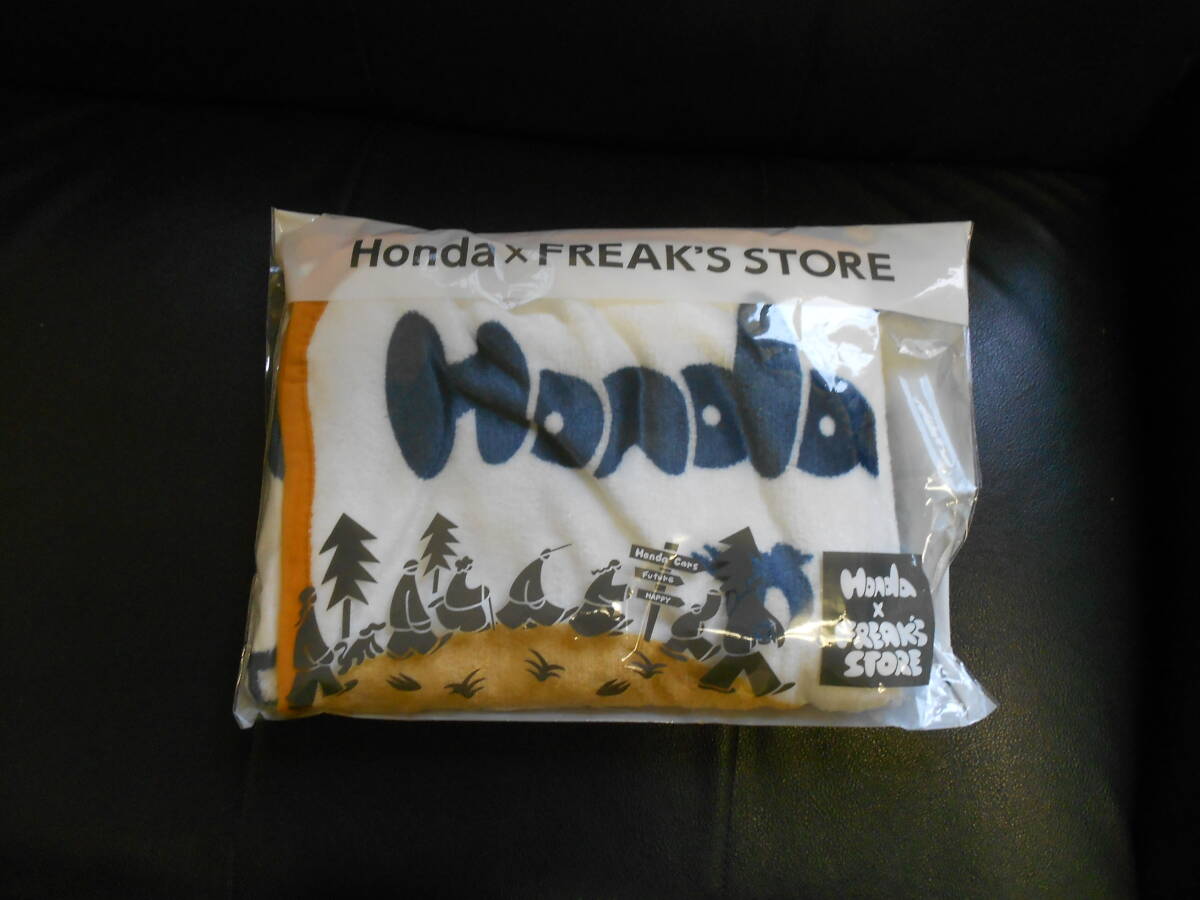 Honda × FREAK'S STORE
Honda
Honda Cars
Future
HAPPY
Honda
×
FREAK'S
STORE